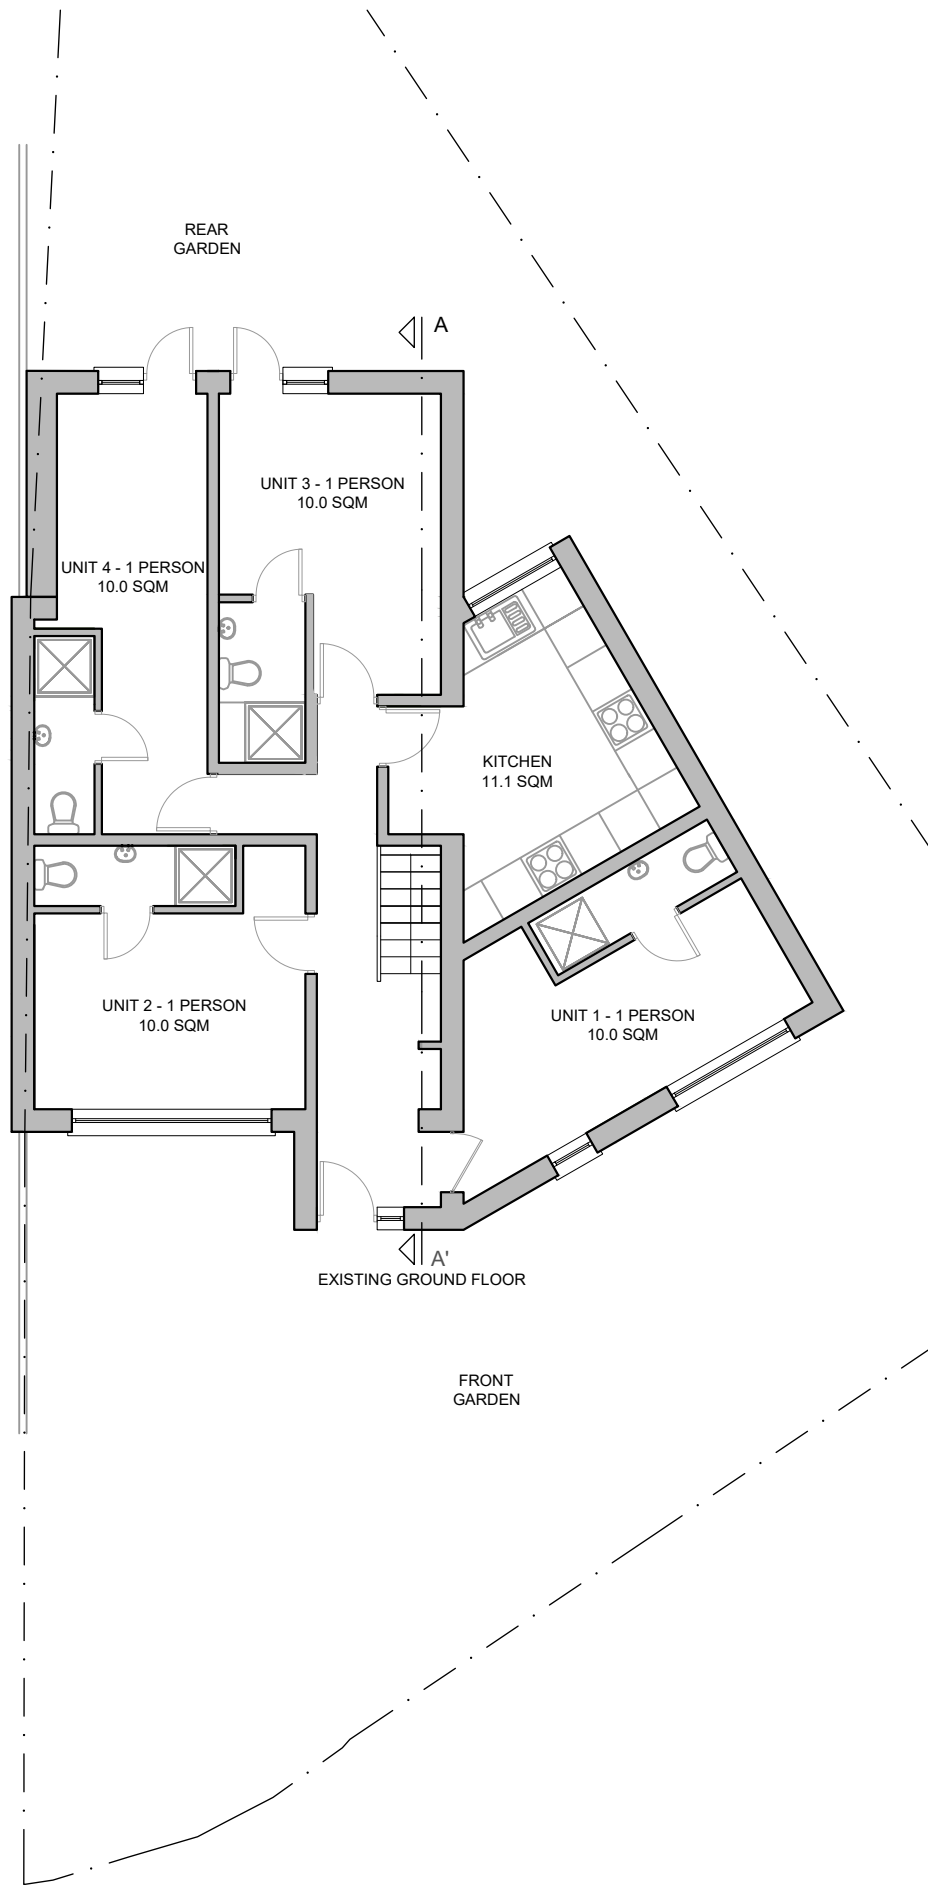 REAR
GARDEN
A
UNIT 3 - 1 PERSON
10.0 SQM
UNIT 4 - 1 PERSON
10.0 SQM
KITCHEN
11.1 SQM
UNIT 2 - 1 PERSON
10.0 SQM
UNIT 1 - 1 PERSON
10.0 SQM
A'
EXISTING GROUND FLOOR
FRONT
GARDEN